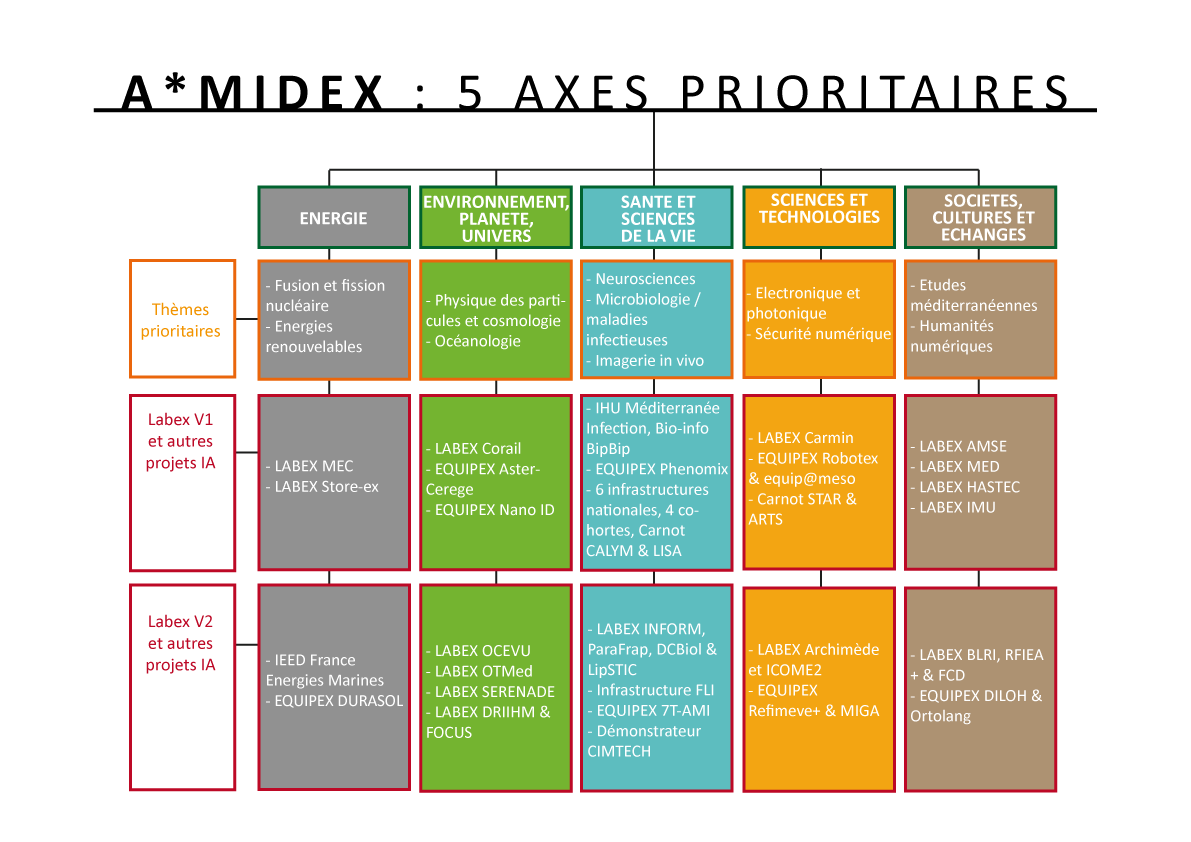 A*MIDEX : 5 AXES PRIORITAIRES
ENERGIE
ENVIRONNEMENT,
PLANETE,
UNIVERS
SANTE ET
SCIENCES
DE LA VIE
SCIENCES ET
TECHNOLOGIES
SOCIETES,
CULTURES ET
ECHANGES
Thèmes
prioritaires
- Fusion et fission
nucléaire
- Energies
renouvelables
- Physique des parti-
cules et cosmologie
- Océanologie
- Neurosciences
- Microbiologie /
maladies
infectieuses
- Imagerie in vivo
- Electronique et
photonique
- Sécurité numérique
- Etudes
méditerranéennes
- Humanités
numériques
Labex V1
et autres
projets IA
- LABEX MEC
- LABEX Store-ex
- LABEX Corail
- EQUIPEX Aster-
Cerege
- EQUIPEX Nano ID
- IHU Méditerranée
Infection, Bio-info
BipBip
- EQUIPEX Phenomix
- 6 infrastructures
nationales, 4 co-
hortes, Carnot
CALYM & LISA
- LABEX Carmin
- EQUIPEX Robotex
& equip@meso
- Carnot STAR &
ARTS
- LABEX AMSE
- LABEX MED
- LABEX HASTEC
- LABEX IMU
Labex V2
et autres
projets IA
- IEED France
Energies Marines
- EQUIPEX DURASOL
- LABEX OCEVU
- LABEX OTMed
- LABEX SERENADE
- LABEX DRIIHM &
FOCUS
- LABEX INFORM,
ParaFrap, DCBiol &
LipSTIC
- Infrastructure FLI
- EQUIPEX 7T-AMI
- Démonstrateur
CIMTECH
- LABEX Archimède
et ICOME2
- EQUIPEX
Refimeve+ & MIGA
- LABEX BLRI, RFIEA
+ & FCD
- EQUIPEX DILOH &
Ortolang